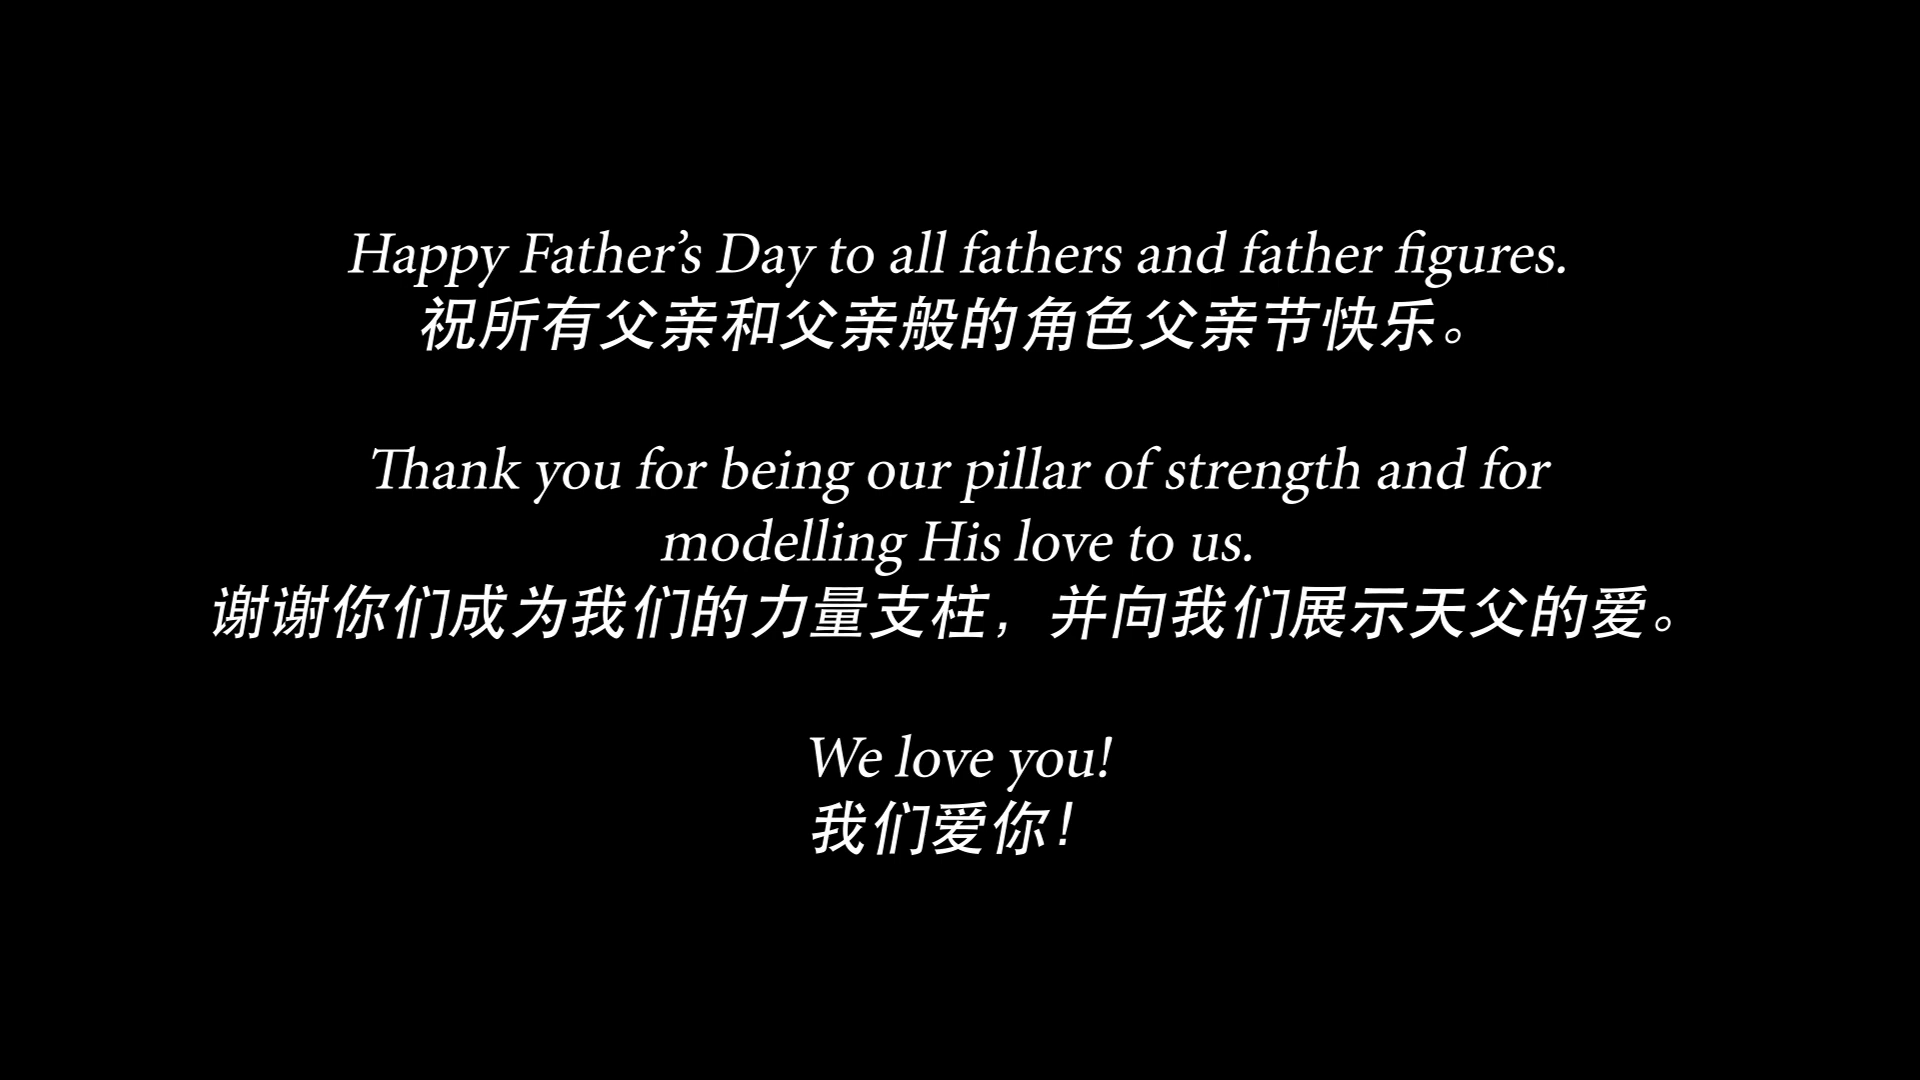 Happy Father’s Day to all fathers and father figures.
祝所有父亲和父亲般的角色父亲节快乐。
Thank you for being our pillar of strength and for
modelling His love to us.
谢谢你们成为我们的力量支柱，并向我们展示天父的爱。
We love you!
我们爱你！